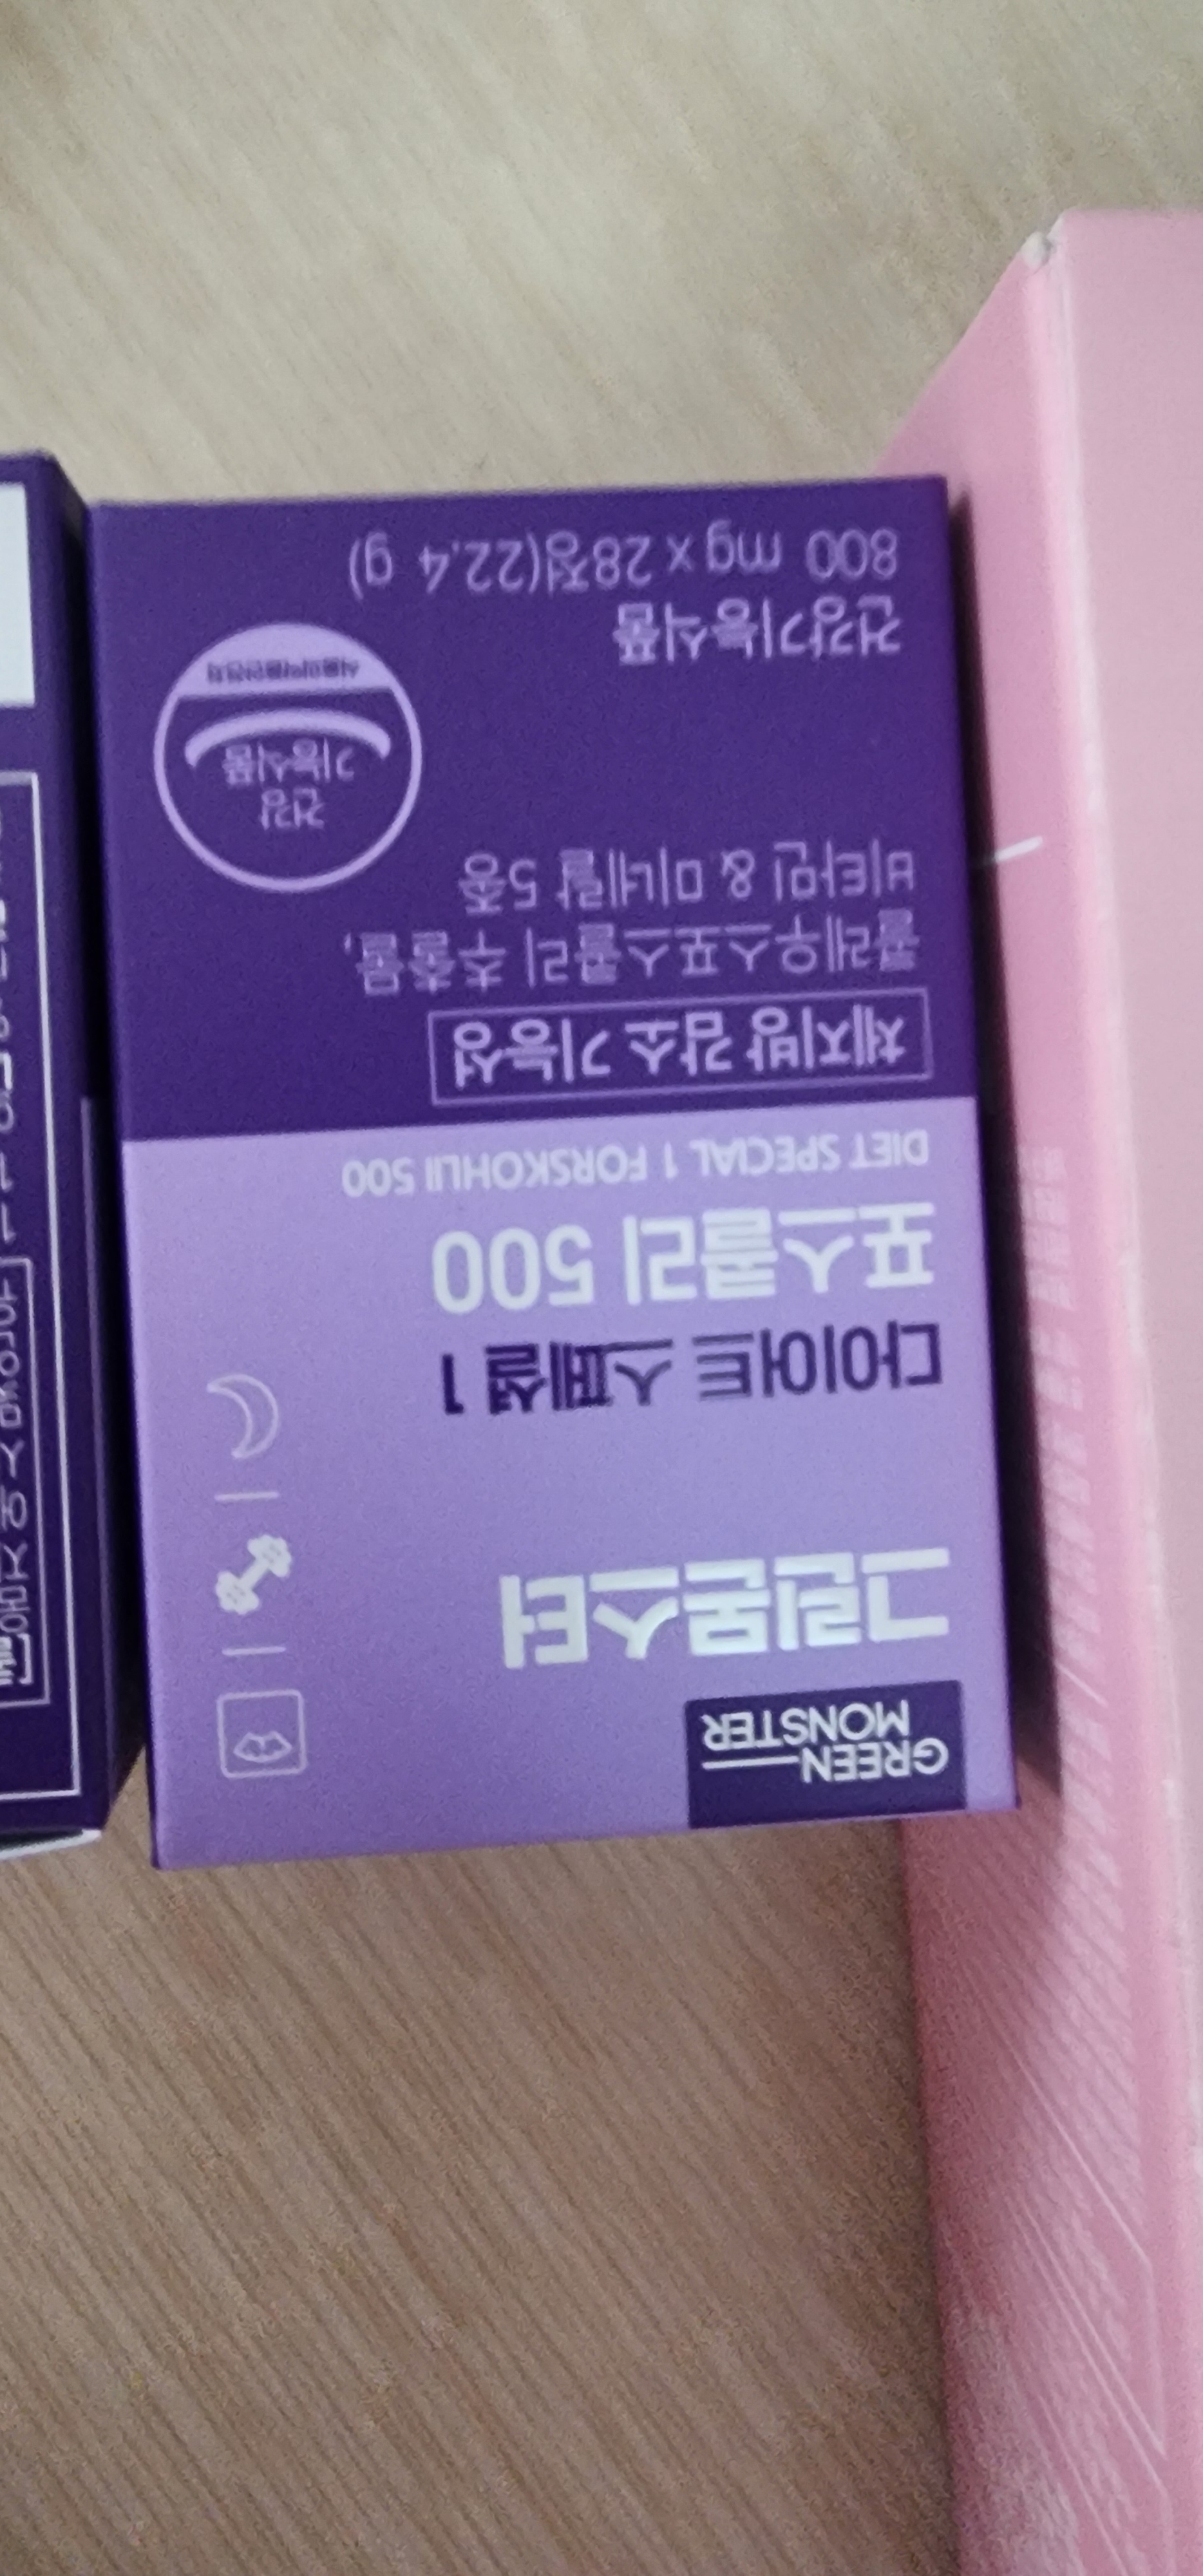 GREEN
MONSTER
그린몬스터
다이어트 스페셜 1
포스콜리 500
DIET SPECIAL 1 FORSKOHLII 500
체지방 감소 기능성
콜레우스포스콜리 추출물,
비타민 & 미네랄 5종
건강
기능식품
식품의약품안전처
건강기능식품
800 mg x 28정(22.4 g)